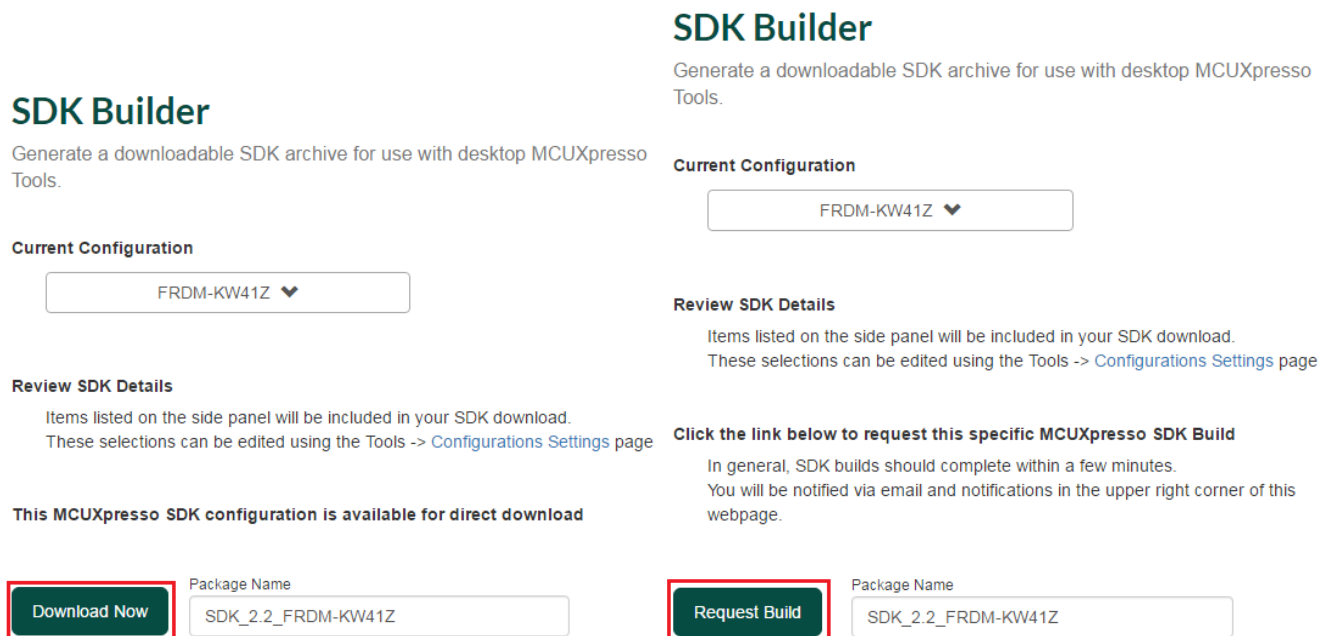 SDK Builder
Generate a downloadable SDK archive for use with desktop MCUXpresso
Tools.
Current Configuration
FRDM-KW41Z
Review SDK Details
Items listed on the side panel will be included in your SDK download.
These selections can be edited using the Tools -> Configurations Settings page
This MCUXpresso SDK configuration is available for direct download
Download Now
Package Name
SDK_2.2_FRDM-KW41Z
SDK Builder
Generate a downloadable SDK archive for use with desktop MCUXpresso
Tools.
Current Configuration
FRDM-KW41Z
Review SDK Details
Items listed on the side panel will be included in your SDK download.
These selections can be edited using the Tools -> Configurations Settings page
Click the link below to request this specific MCUXpresso SDK Build
In general, SDK builds should complete within a few minutes.
You will be notified via email and notifications in the upper right corner of this
webpage.
Request Build
Package Name
SDK_2.2_FRDM-KW41Z